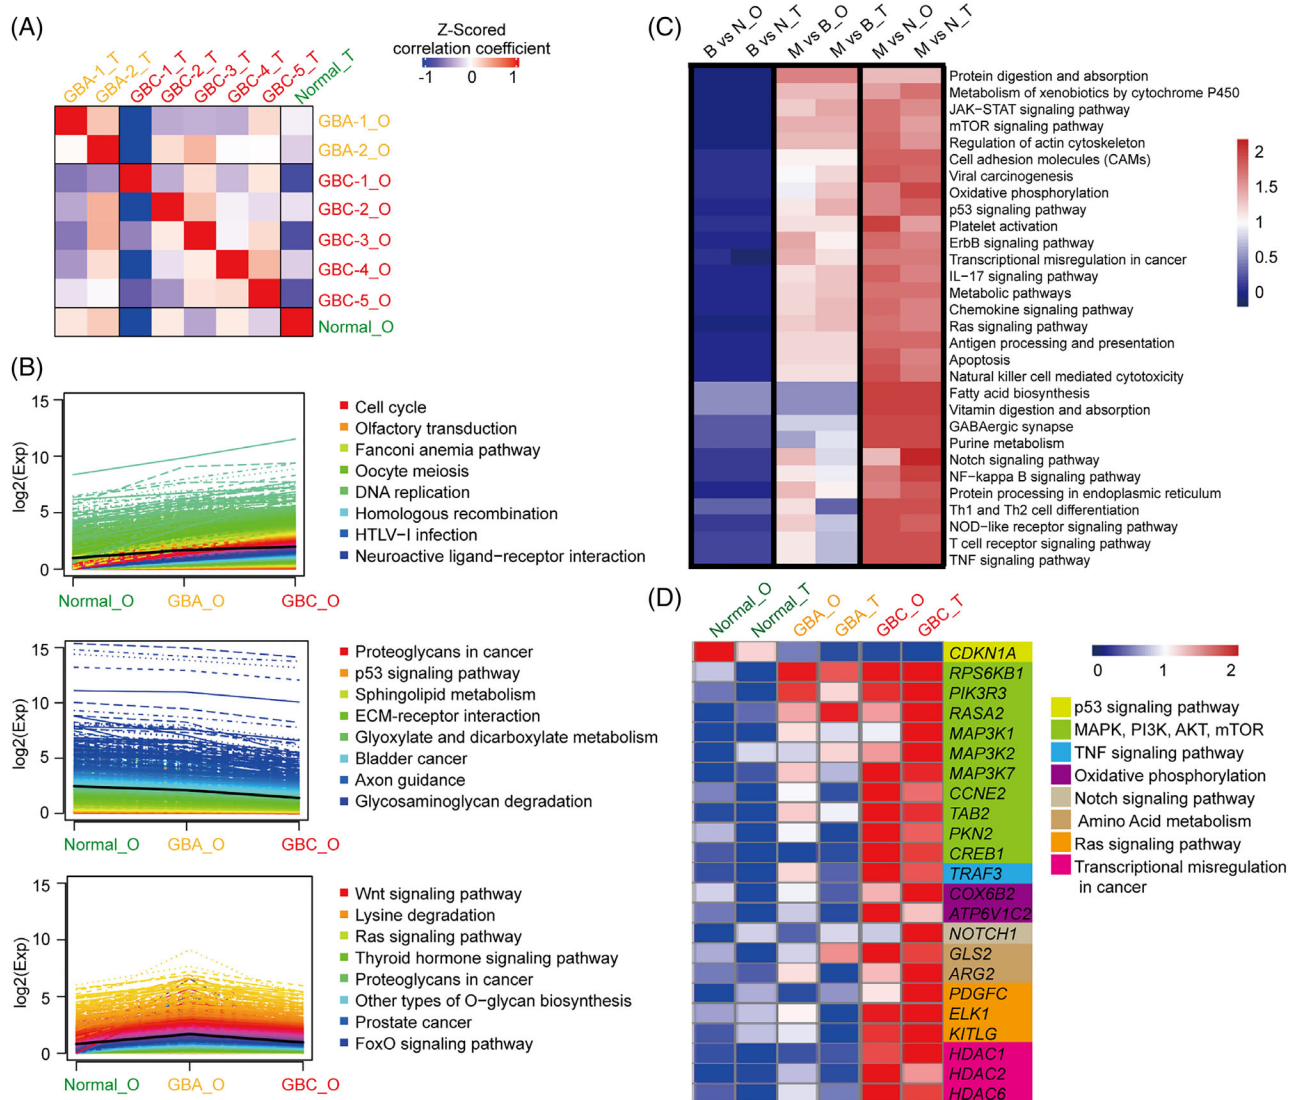 (A)
Z-Scored
correlation coefficient
-1 0 1
GBA-1_T
GBA-2_T
GBC-1_T
GBC-2_T
GBC-3_T
GBC-4_T
GBC-5_T
Normal_T
GBA-1_O
GBA-2_O
GBC-1_O
GBC-2_O
GBC-3_O
GBC-4_O
GBC-5_O
Normal_O
(B)
log2(Exp)
15
10
5
0
Normal_O GBA_O GBC_O
Cell cycle
Olfactory transduction
Fanconi anemia pathway
Oocyte meiosis
DNA replication
Homologous recombination
HTLV−I infection
Neuroactive ligand−receptor interaction
log2(Exp)
15
10
5
0
Normal_O GBA_O GBC_O
Proteoglycans in cancer
p53 signaling pathway
Sphingolipid metabolism
ECM-receptor interaction
Glyoxylate and dicarboxylate metabolism
Bladder cancer
Axon guidance
Glycosaminoglycan degradation
log2(Exp)
15
10
5
0
Normal_O GBA_O GBC_O
Wnt signaling pathway
Lysine degradation
Ras signaling pathway
Thyroid hormone signaling pathway
Proteoglycans in cancer
Other types of O−glycan biosynthesis
Prostate cancer
FoxO signaling pathway
(C)
B vs N_O
B vs N_T
M vs B_O
M vs B_T
M vs N_O
M vs N_T
Protein digestion and absorption
Metabolism of xenobiotics by cytochrome P450
JAK−STAT signaling pathway
mTOR signaling pathway
Regulation of actin cytoskeleton
Cell adhesion molecules (CAMs)
Viral carcinogenesis
Oxidative phosphorylation
p53 signaling pathway
Platelet activation
ErbB signaling pathway
Transcriptional misregulation in cancer
IL−17 signaling pathway
Metabolic pathways
Chemokine signaling pathway
Ras signaling pathway
Antigen processing and presentation
Apoptosis
Natural killer cell mediated cytotoxicity
Fatty acid biosynthesis
Vitamin digestion and absorption
GABAergic synapse
Purine metabolism
Notch signaling pathway
NF−kappa B signaling pathway
Protein processing in endoplasmic reticulum
Th1 and Th2 cell differentiation
NOD−like receptor signaling pathway
T cell receptor signaling pathway
TNF signaling pathway
2
1.5
1
0.5
0
(D)
Normal_O
Normal_T
GBA_O
GBA_T
GBC_O
GBC_T
CDKN1A
RPS6KB1
PIK3R3
RASA2
MAP3K1
MAP3K2
MAP3K7
CCNE2
TAB2
PKN2
CREB1
TRAF3
COX6B2
ATP6V1C2
NOTCH1
GLS2
ARG2
PDGFC
ELK1
KITLG
HDAC1
HDAC2
HDAC6
0 1 2
p53 signaling pathway
MAPK, PI3K, AKT, mTOR
TNF signaling pathway
Oxidative phosphorylation
Notch signaling pathway
Amino Acid metabolism
Ras signaling pathway
Transcriptional misregulation
in cancer